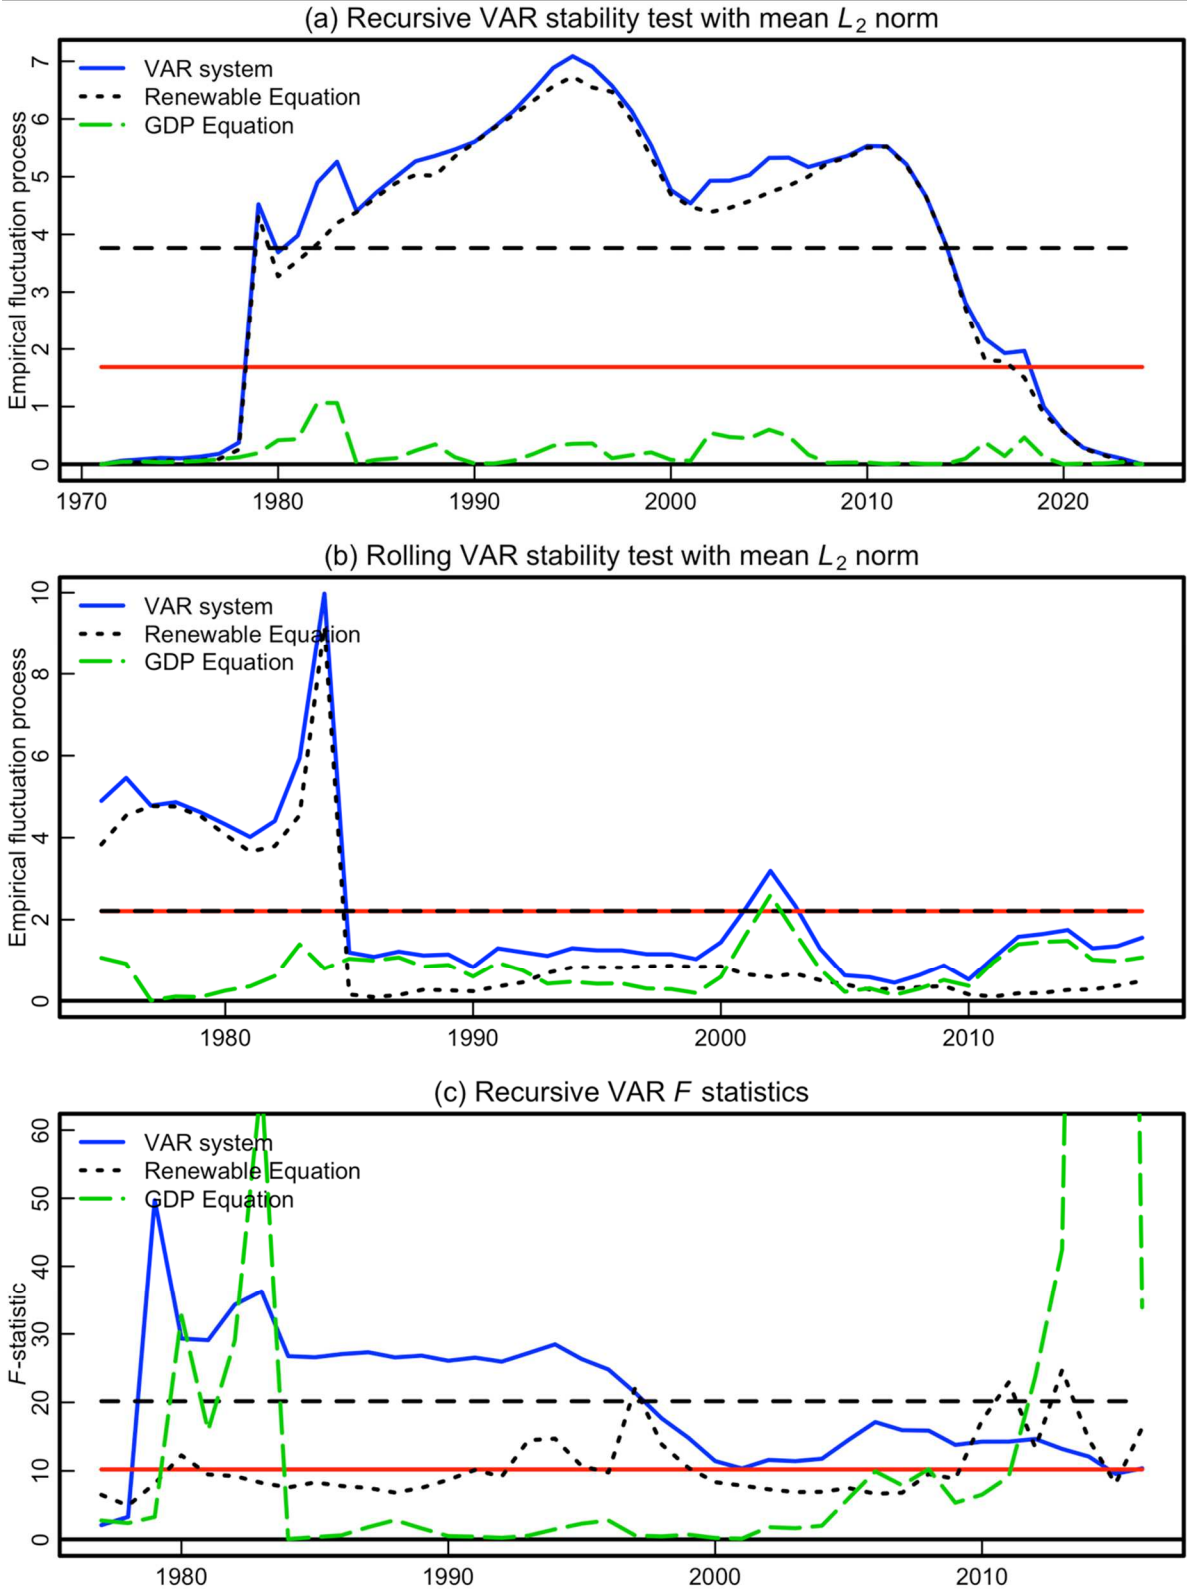 (a) Recursive VAR stability test with mean L2 norm
Empirical fluctuation process
7
6
5
4
3
2
1
0
VAR system
Renewable Equation
GDP Equation
1970 1980 1990 2000 2010 2020
(b) Rolling VAR stability test with mean L2 norm
Empirical fluctuation process
10
8
6
4
2
0
VAR system
Renewable Equation
GDP Equation
1980 1990 2000 2010
(c) Recursive VAR F statistics
F-statistic
60
50
40
30
20
10
0
VAR system
Renewable Equation
GDP Equation
1980 1990 2000 2010